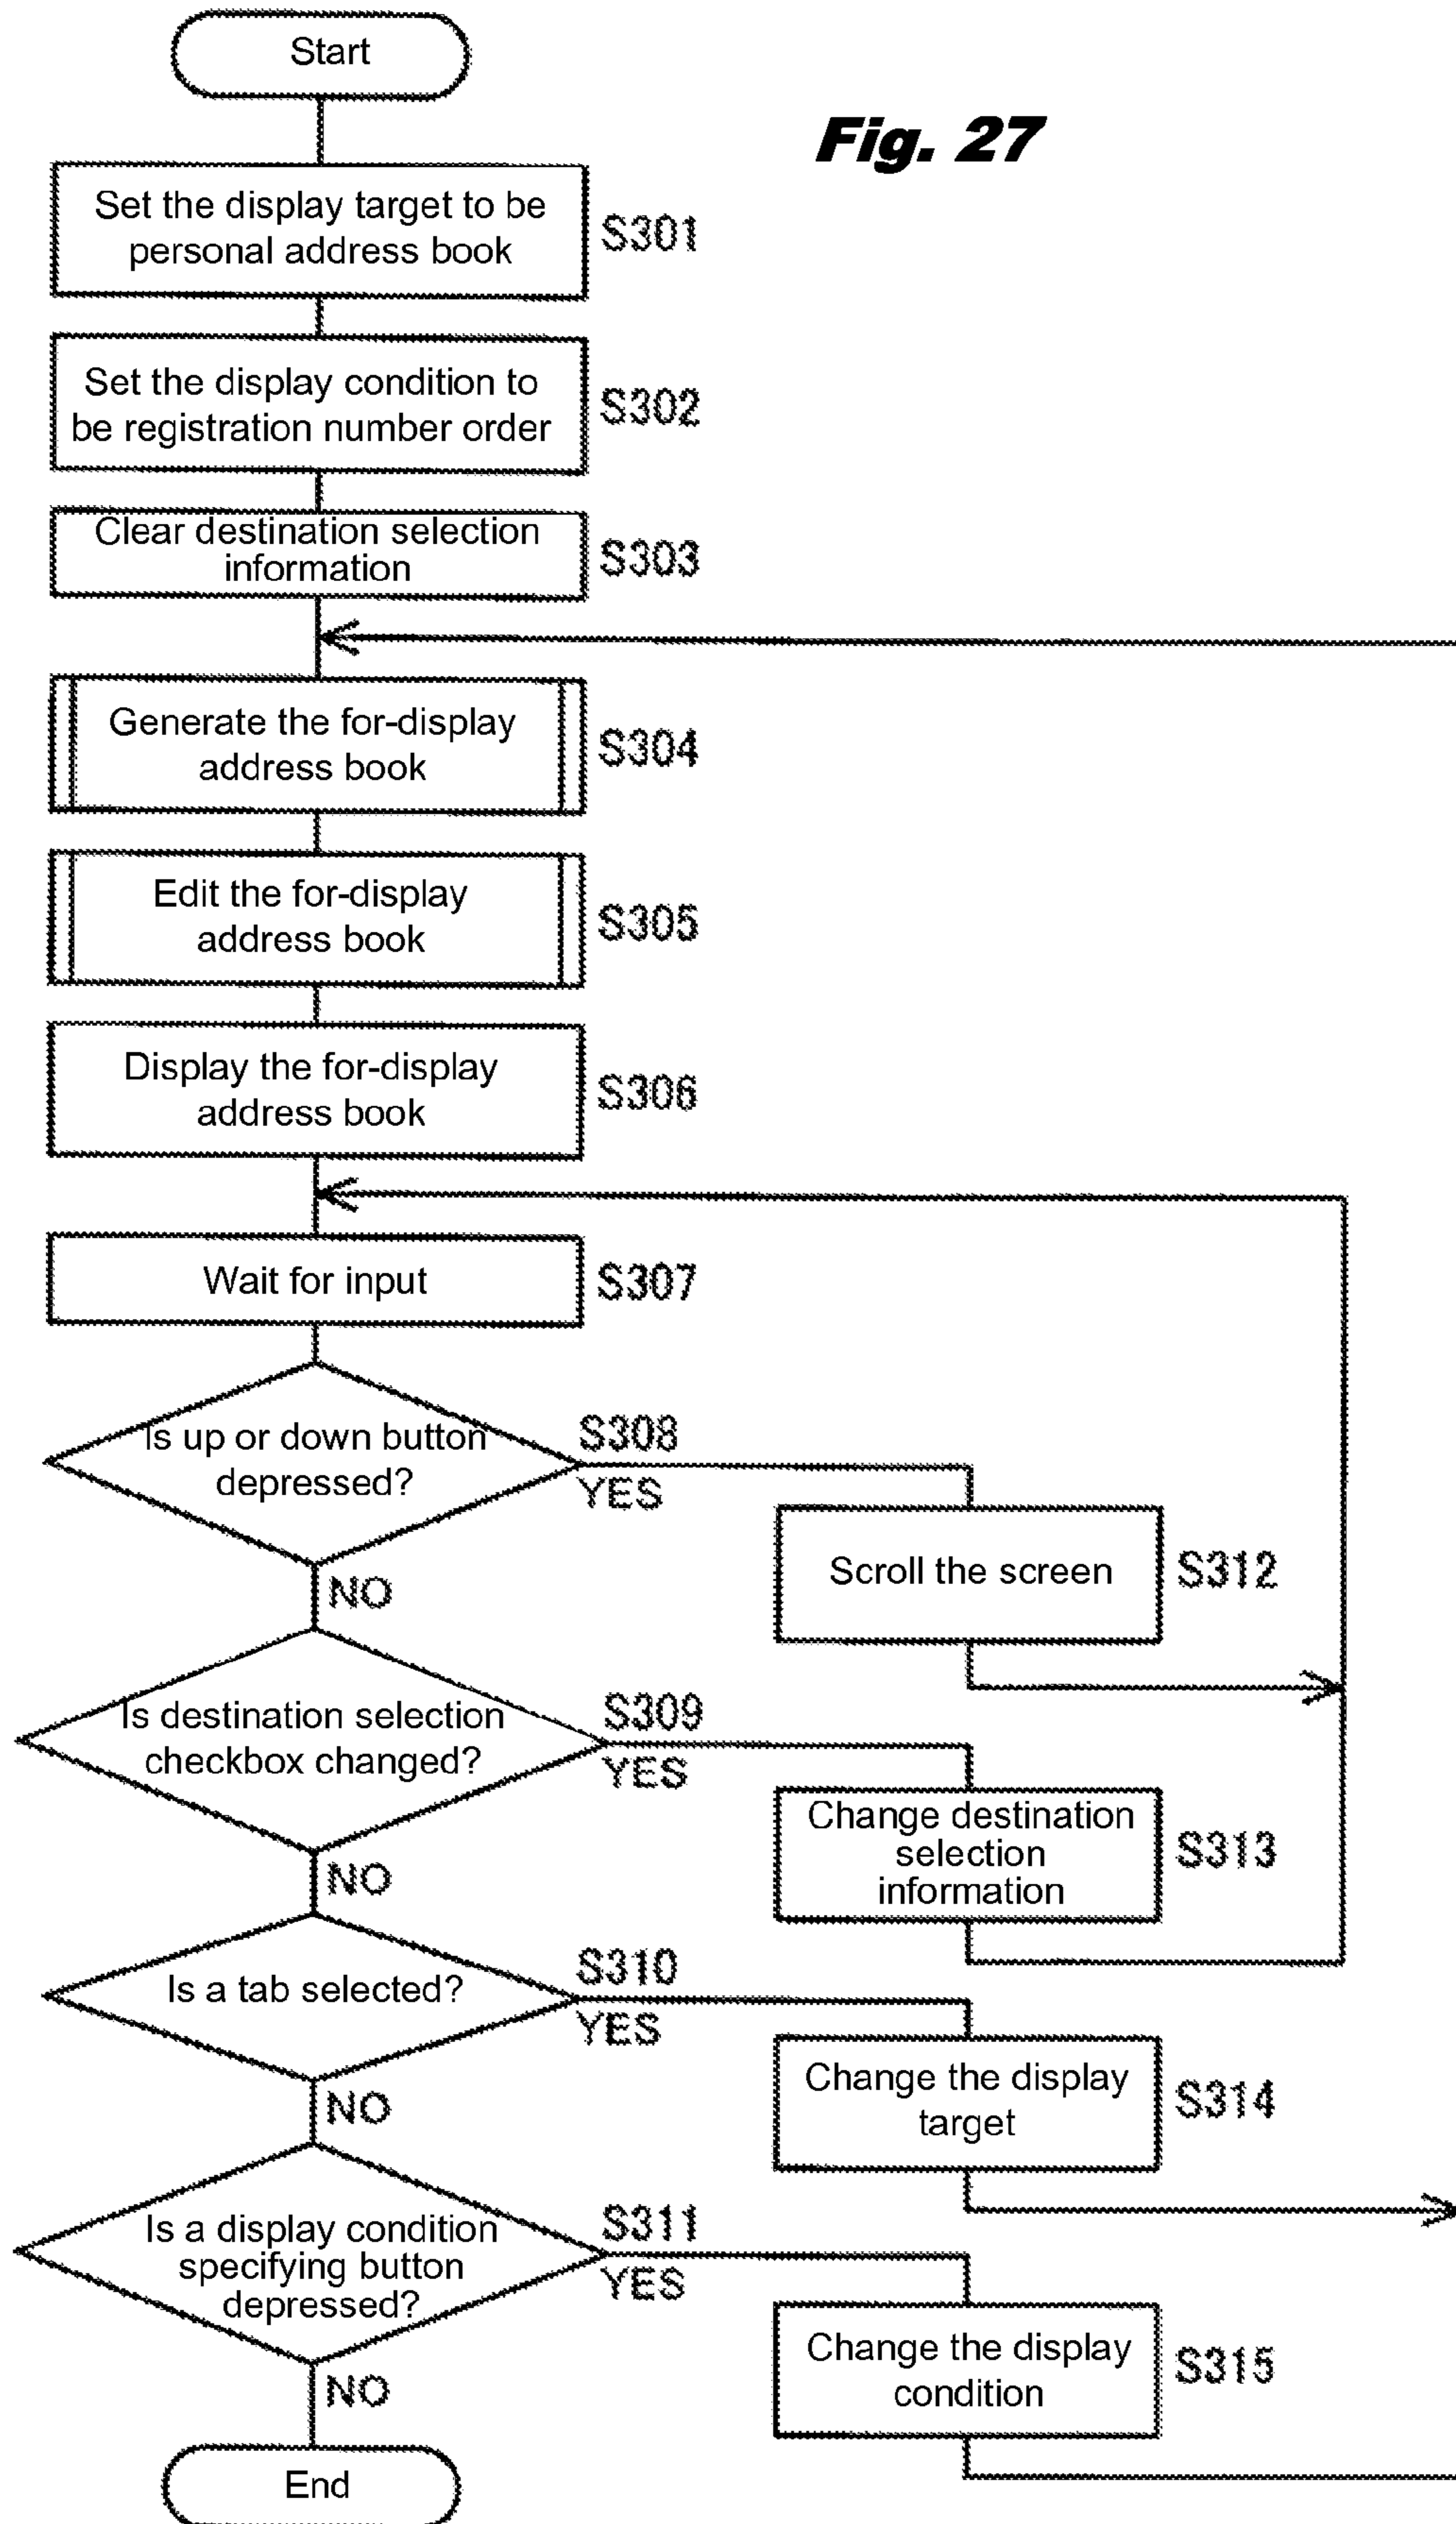 Start
Fig. 27
Set the display target to be
personal address book
S301
Set the display condition to
be registration number order
S302
Clear destination selection
information
S303
Generate the for-display
address book
S304
Edit the for-display
address book
S305
Display the for-display
address book
S306
Wait for input
S307
Is up or down button
depressed?
S308
YES
NO
Scroll the screen
S312
Is destination selection
checkbox changed?
S309
YES
NO
Change destination
selection
information
S313
Is a tab selected?
S310
YES
NO
Change the display
target
S314
Is a display condition
specifying button
depressed?
S311
YES
NO
Change the display
condition
S315
End